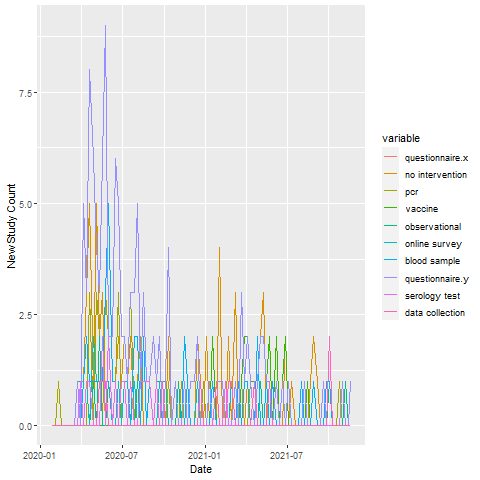 NewStudy Count
7.5
5.0
2.5
0.0
2020-01
2020-07
2021-01
2021-07
Date
variable
questionnaire.x
no intervention
pcr
vaccine
observational
online survey
blood sample
questionnaire.y
serology test
data collection